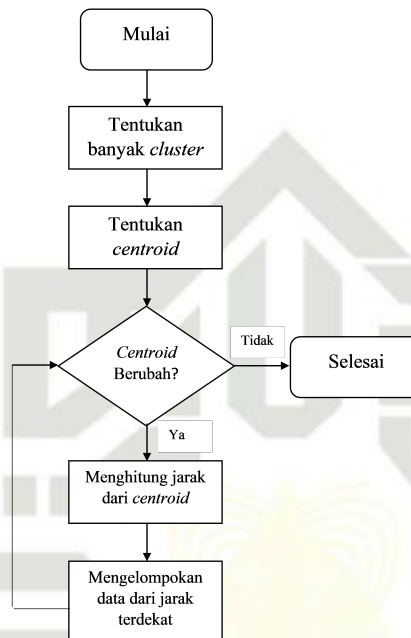 Mulai
Tentukan
banyak cluster
Tentukan
centroid
Centroid
Berubah?
Tidak
Selesai
Ya
Menghitung jarak
dari centroid
Mengelompokan
data dari jarak
terdekat